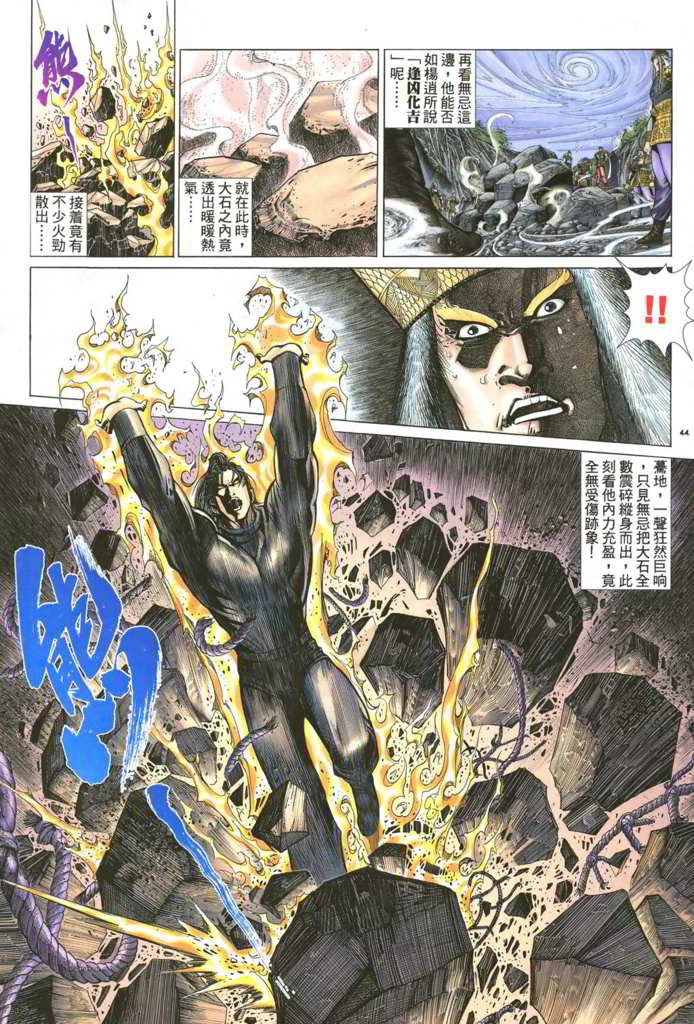 再看無忌這
邊，他能否
如楊逍所說
「逢凶化吉
」呢……
就在此時，
大石之內竟
透出暖暖熱
氣……
接着竟有
不少火勁
散出……
熊
!!
44
驀地，一聲狂然巨响
，只見無忌把大石全
數震碎縱身而出，此
刻看他內力充盈，竟
全無受傷跡象！
熊